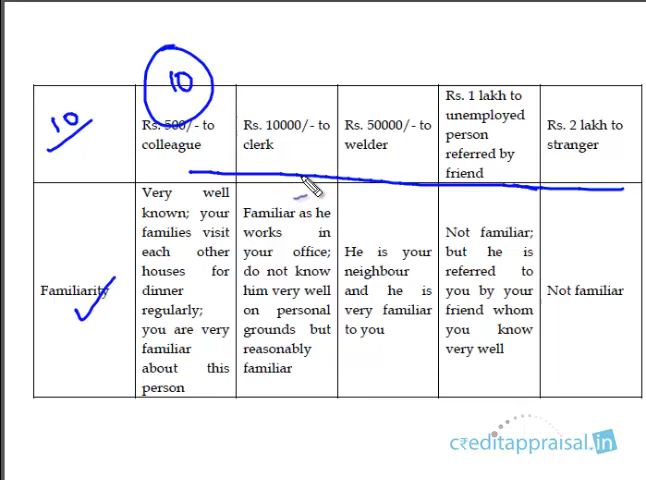 10
10
Rs. 500/- to
colleague
Rs. 10000/- to
clerk
Rs. 50000/- to
welder
Rs. 1 lakh to
unemployed
person
referred by
friend
Rs. 2 lakh to
stranger
Familiarity
Very well
known; your
families visit
each other
houses for
dinner
regularly;
you are very
familiar
about this
person
Familiar as he
works in
your office;
do not know
him very well
on personal
grounds but
reasonably
familiar
He is your
neighbour
and he is
very familiar
to you
Not familiar;
but he is
referred to
you by your
friend whom
you know
very well
Not familiar
creditappraisal.in